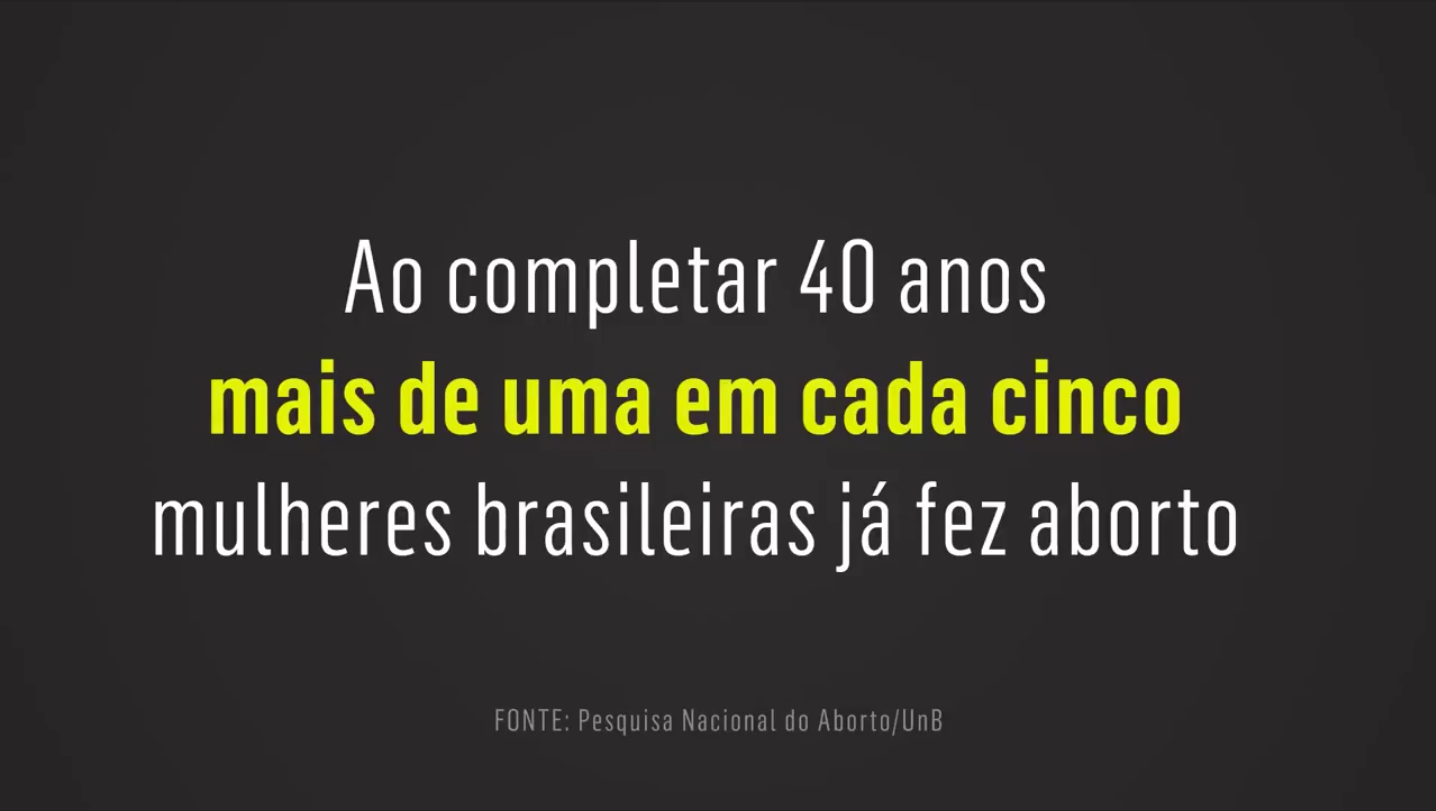 Ao completar 40 anos
mais de uma em cada cinco
mulheres brasileiras já fez aborto
FONTE: Pesquisa Nacional do Aborto/UnB